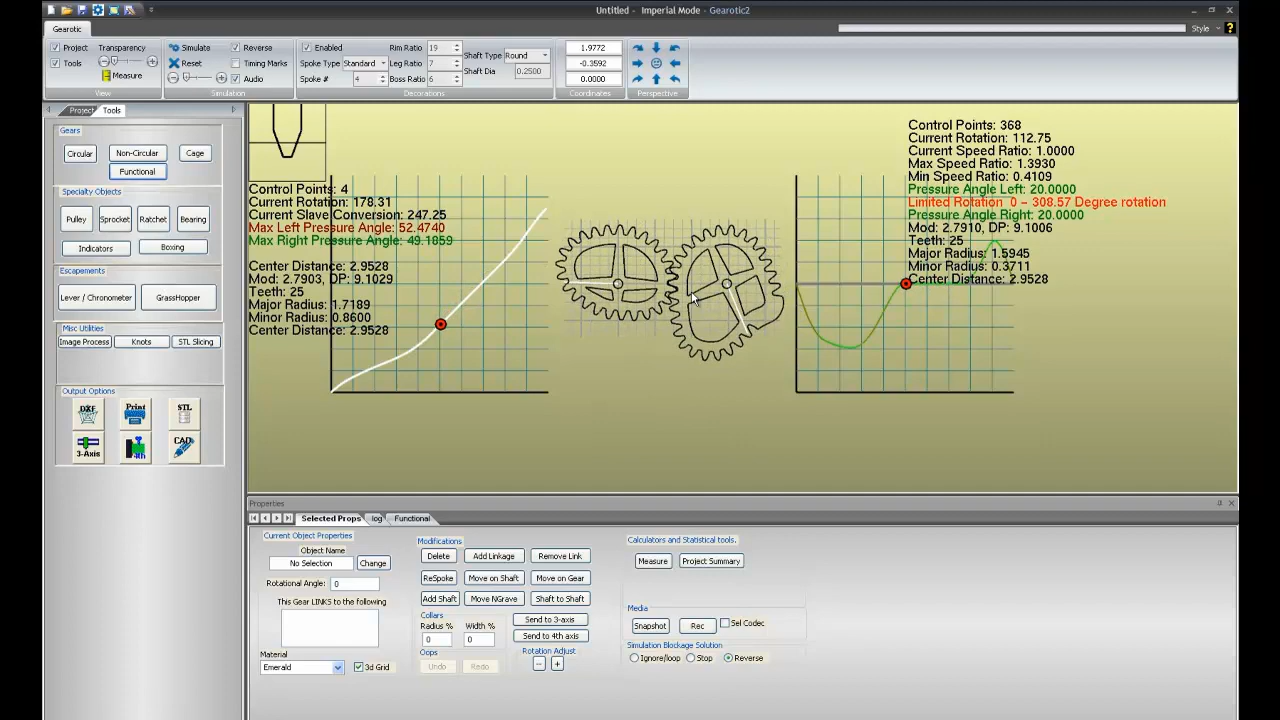 Untitled - Imperial Mode - Gearotic2
Gearotic
Style
?
Project
Transparency
Simulate
Reverse
Enabled
Rim Ratio
19
Shaft Type
Round
1.9772
Tools
Reset
Timing Marks
Spoke Type
Standard
Leg Ratio
7
-0.3592
Measure
Audio
Spoke #
4
Boss Ratio
6
Shaft Dia
0.2500
0.0000
View
Simulation
Decorations
Coordinates
Perspective
Project
Tools
Gears
Circular
Non-Circular
Cage
Functional
Specialty Objects
Pulley
Sprocket
Ratchet
Bearing
Indicators
Boxing
Escapements
Lever / Chronometer
GrassHopper
Misc Utilities
Image Process
Knots
STL Slicing
Output Options
DXF
Print
STL
3-Axis
4th
CAD
Control Points: 4
Current Rotation: 178.31
Current Slave Conversion: 247.25
Max Left Pressure Angle: 52.4740
Max Right Pressure Angle: 49.1859
Center Distance: 2.9528
Mod: 2.7903, DP: 9.1029
Teeth: 25
Major Radius: 1.7189
Minor Radius: 0.8600
Center Distance: 2.9528
Control Points: 368
Current Rotation: 112.75
Current Speed Ratio: 1.0000
Max Speed Ratio: 1.3930
Min Speed Ratio: 0.4109
Pressure Angle Left: 20.0000
Limited Rotation 0 - 308.57 Degree rotation
Pressure Angle Right: 20.0000
Mod: 2.7910, DP: 9.1006
Teeth: 25
Major Radius: 1.5945
Minor Radius: 0.3711
Center Distance: 2.9528
Properties
Selected Props
log
Functional
Current Object Properties
Object Name
No Selection
Change
Rotational Angle:
0
This Gear LINKS to the following
Material
Emerald
3d Grid
Modifications
Delete
Add Linkage
Remove Link
ReSpoke
Move on Shaft
Move on Gear
Add Shaft
Move NGrave
Shaft to Shaft
Collars
Radius %
Width %
0
0
Send to 3-axis
Send to 4th axis
Oops
Undo
Redo
Rotation Adjust
-
+
Calculators and Statistical tools.
Measure
Project Summary
Media
Snapshot
Rec
Sel Codec
Simulation Blockage Solution
Ignore/loop
Stop
Reverse